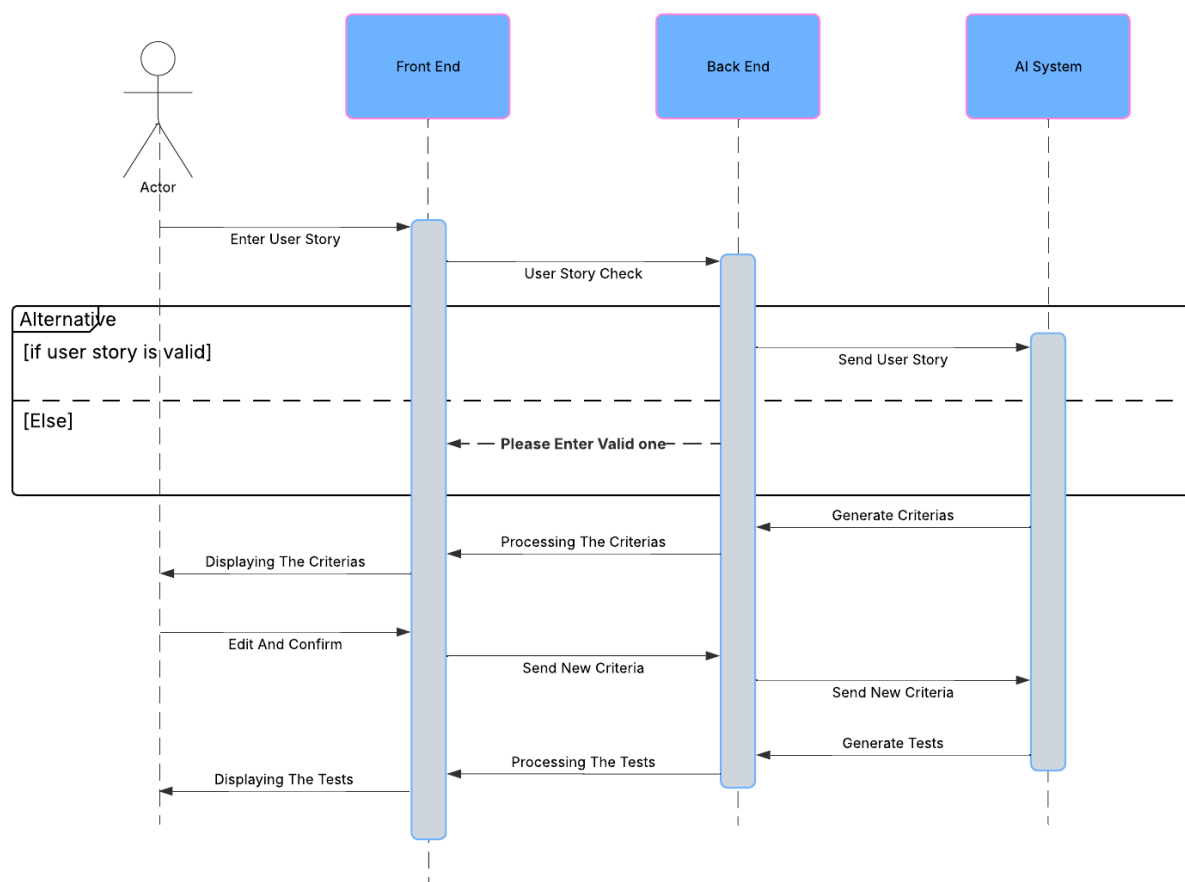 Front End
Back End
AI System
Actor
Enter User Story
User Story Check
Alternative
[if user story is valid]
Send User Story
[Else]
Please Enter Valid one
Generate Criterias
Processing The Criterias
Displaying The Criterias
Edit And Confirm
Send New Criteria
Send New Criteria
Generate Tests
Processing The Tests
Displaying The Tests